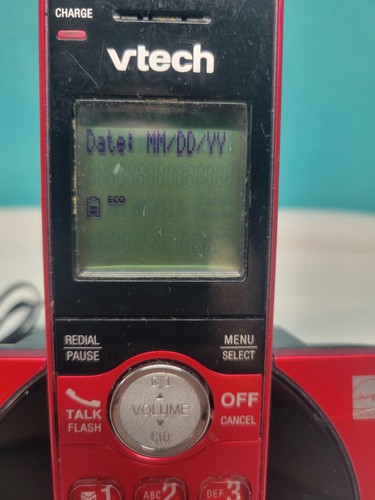 CHARGE
vtech
Date: MM/DD/YY
ECO
REDIAL
PAUSE
MENU
SELECT
TALK
FLASH
VOLUME
CID
OFF
CANCEL
1
ABC 2
DEF 3